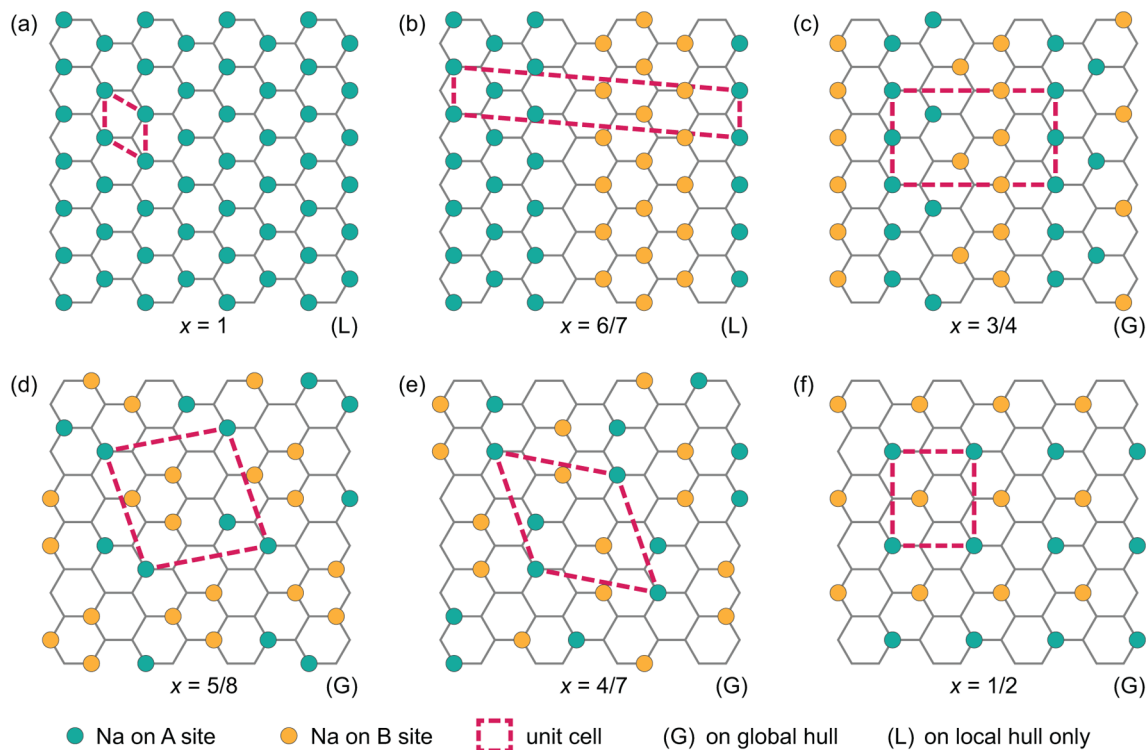 (a) (b) (c)
x = 1 (L) x = 6/7 (L) x = 3/4 (G)
(d) (e) (f)
x = 5/8 (G) x = 4/7 (G) x = 1/2 (G)
Na on A site Na on B site unit cell (G) on global hull (L) on local hull only